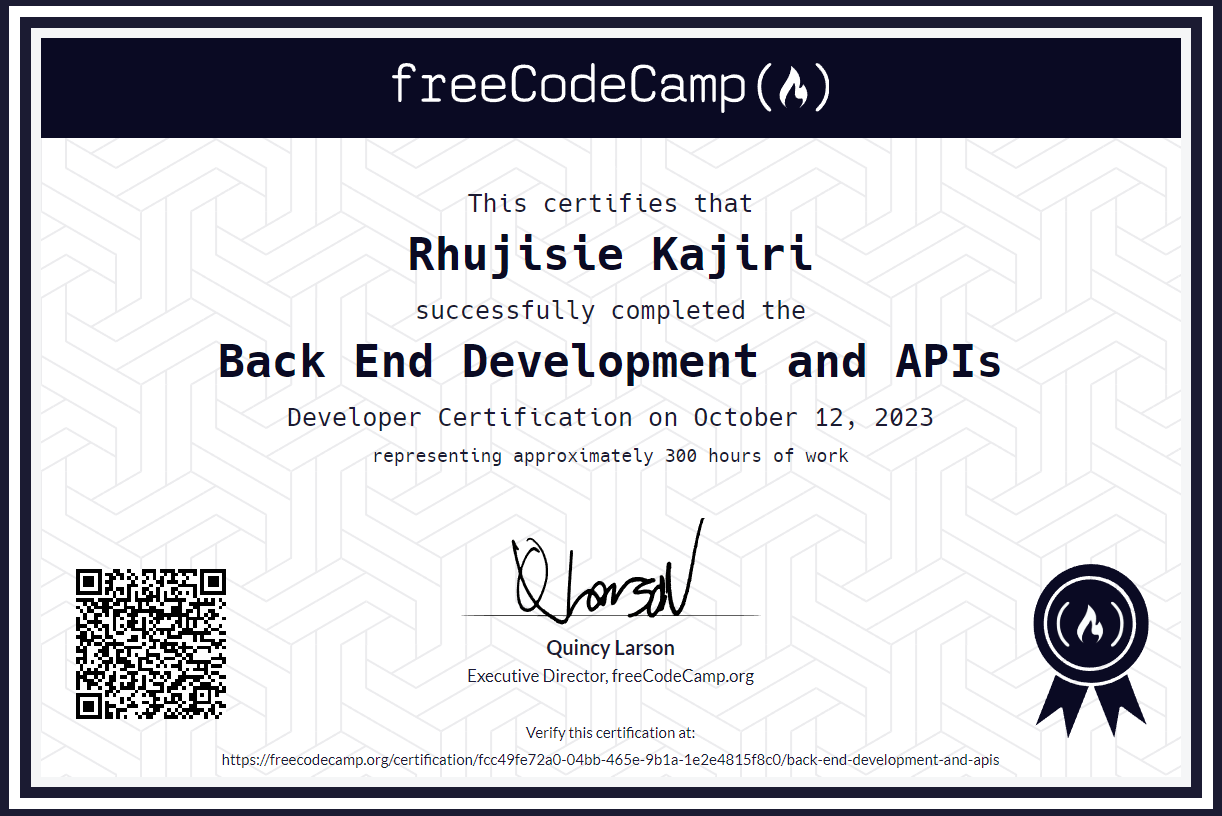 freeCodeCamp
This certifies that
Rhujisie Kajiri
successfully completed the
Back End Development and APIs
Developer Certification on October 12, 2023
representing approximately 300 hours of work
Q Larson
Quincy Larson
Executive Director, freeCodeCamp.org
Verify this certification at:
https://freecodecamp.org/certification/fcc49fe72a0-04bb-465e-9b1a-1e2e4815f8c0/back-end-development-and-apis